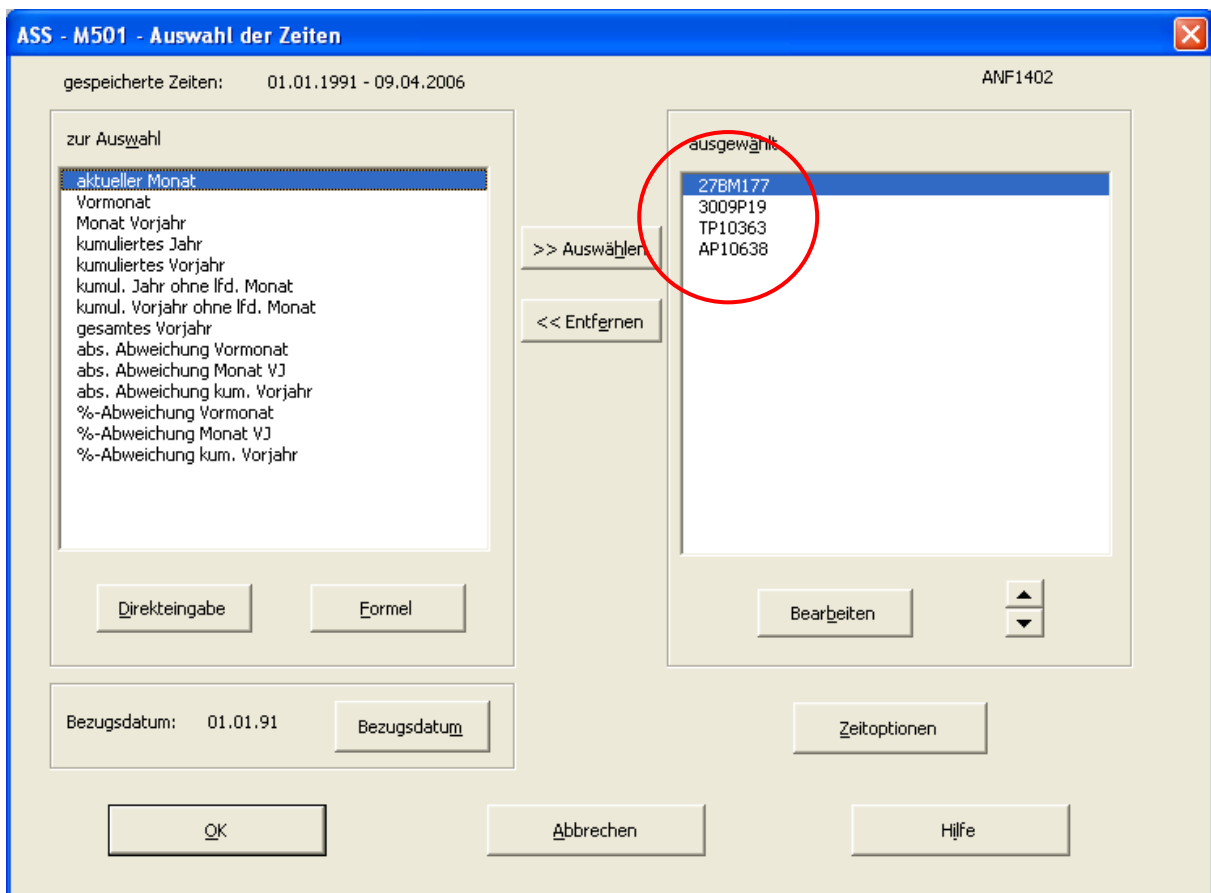 ASS - M501 - Auswahl der Zeiten
gespeicherte Zeiten: 01.01.1991 - 09.04.2006
ANF1402
zur Auswahl
aktueller Monat
Vormonat
Monat Vorjahr
kumuliertes Jahr
kumuliertes Vorjahr
kumul. Jahr ohne lfd. Monat
kumul. Vorjahr ohne lfd. Monat
gesamtes Vorjahr
abs. Abweichung Vormonat
abs. Abweichung Monat VJ
abs. Abweichung kum. Vorjahr
%-Abweichung Vormonat
%-Abweichung Monat VJ
%-Abweichung kum. Vorjahr
Direkteingabe
Formel
>> Auswählen
<< Entfernen
ausgewählt
27BM177
3009P19
TP10363
AP10638
Bearbeiten
Bezugsdatum: 01.01.91
Bezugsdatum
Zeitoptionen
OK
Abbrechen
Hilfe